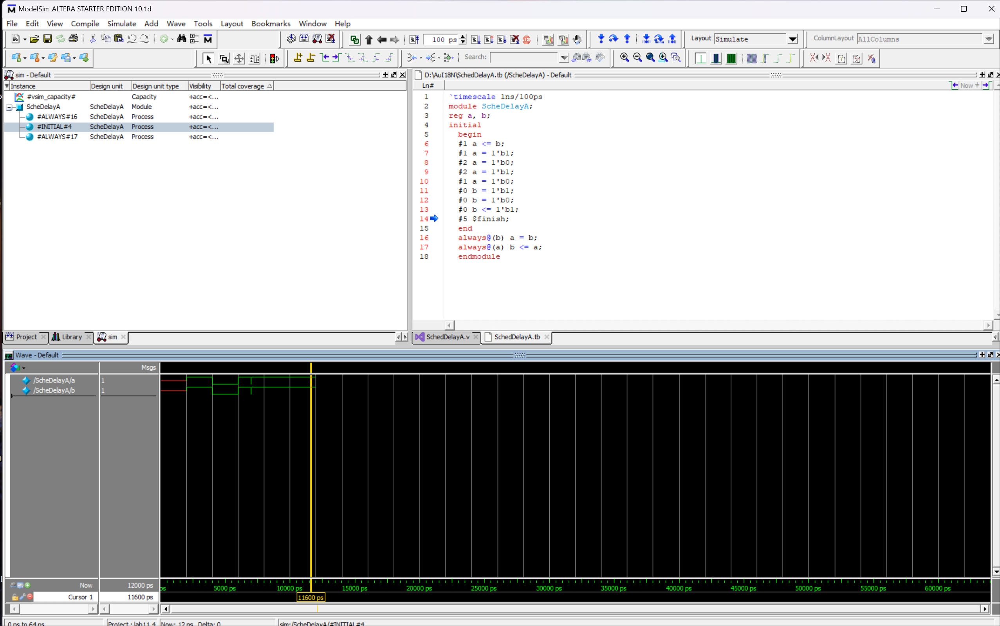 ModelSim ALTERA STARTER EDITION 10.1d
File Edit View Compile Simulate Add Wave Tools Layout Bookmarks Window Help
100 ps
Layout Simulate
ColumnLayout AllColumns
Search:
sim - Default
Instance Design unit Design unit type Visibility Total coverage
#vsim_capacity# Capacity +acc=<...
ScheDelayA ScheDelayA Module +acc=<...
#ALWAYS#16 ScheDelayA Process +acc=<...
#INITIAL#4 ScheDelayA Process +acc=<...
#ALWAYS#17 ScheDelayA Process +acc=<...
Project Library sim
D:\AuI18N\SchedDelayA.tb (/ScheDelayA) - Default
Ln# Now
1 `timescale 1ns/100ps
2 module ScheDelayA;
3 reg a, b;
4 initial
5 begin
6 #1 a <= b;
7 #1 a = 1'b1;
8 #2 a = 1'b0;
9 #2 a = 1'b1;
10 #1 a = 1'b0;
11 #0 b = 1'b1;
12 #0 b = 1'b0;
13 #0 b <= 1'b1;
14 #5 $finish;
15 end
16 always@(b) a = b;
17 always@(a) b <= a;
18 endmodule
SchedDelayA.v SchedDelayA.tb
Wave - Default
Msgs
/ScheDelayA/a 1
/ScheDelayA/b 1
Now 12000 ps
ps 5000 ps 10000 ps 15000 ps 20000 ps 25000 ps 30000 ps 35000 ps 40000 ps 45000 ps 50000 ps 55000 ps 60000 ps
Cursor 1 11600 ps
11600 ps
0 ps to 64 ns Project : lab11_4 Now: 12 ns Delta: 0 sim:/ScheDelayA/#INITIAL#4